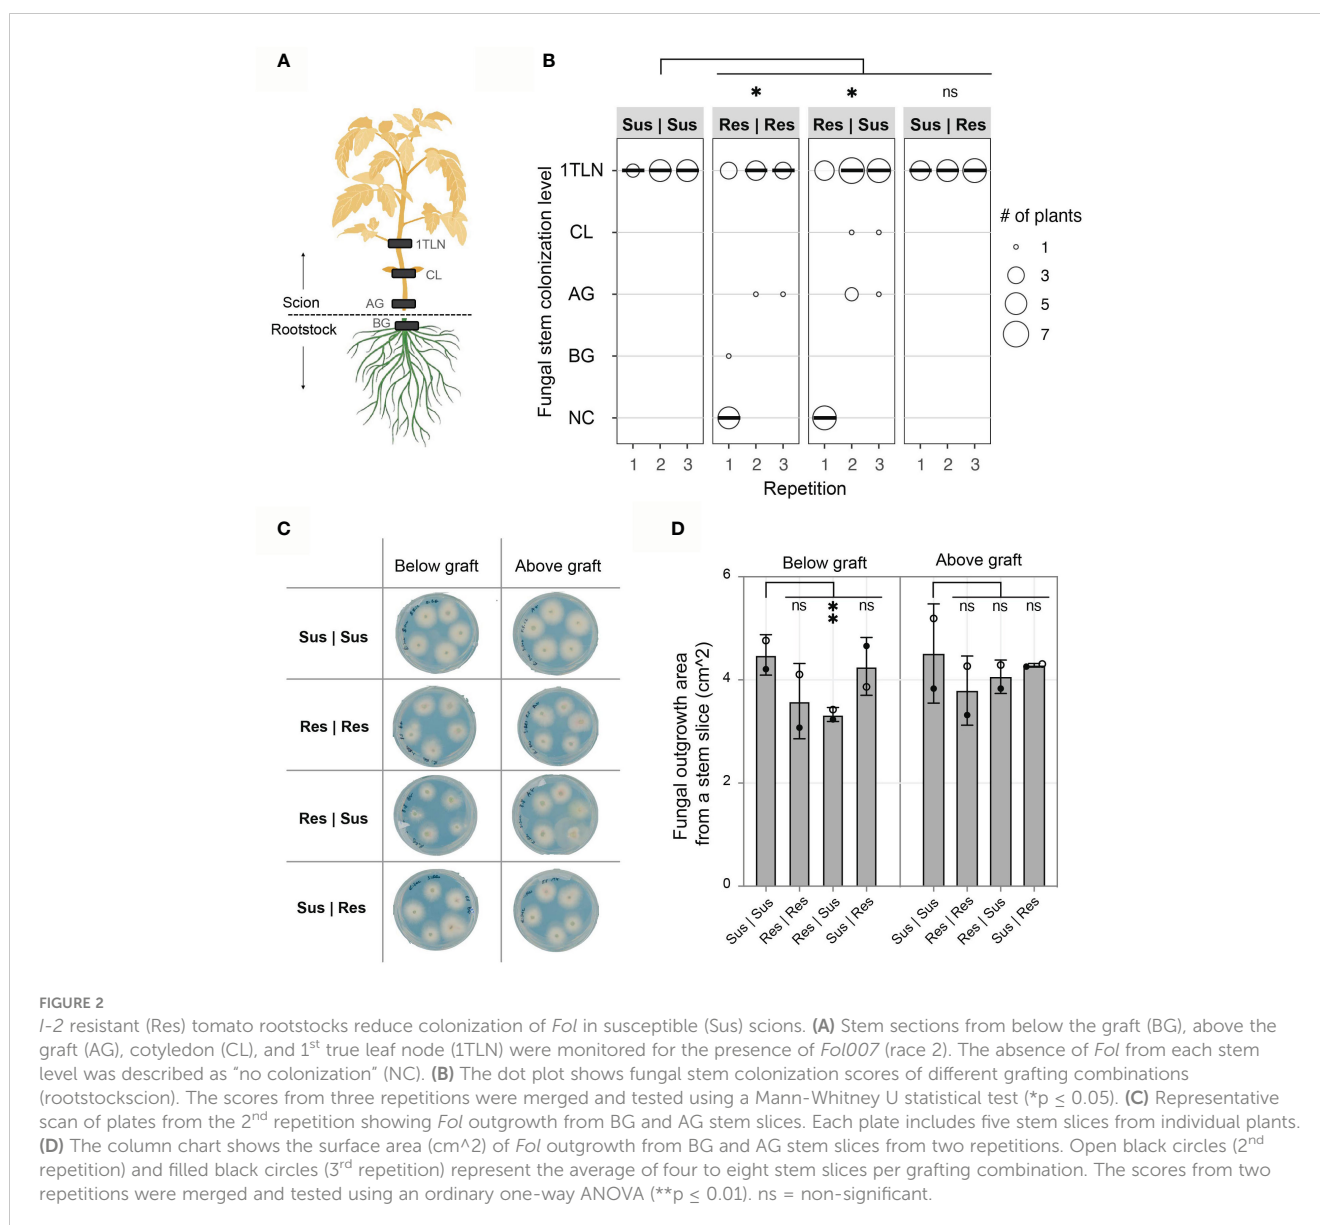 A
1TLN
CL
AG
Scion
Rootstock
BG
B
* * ns
Sus | Sus Res | Res Res | Sus Sus | Res
Fungal stem colonization level
1TLN
CL
AG
BG
NC
1 2 3 1 2 3 1 2 3 1 2 3
Repetition
# of plants
1
3
5
7
C
Below graft Above graft
Sus | Sus
Res | Res
Res | Sus
Sus | Res
D
Below graft Above graft
Fungal outgrowth area
from a stem slice (cm^2)
6
4
2
0
ns ** ns ns ns ns
Sus | Sus Res | Res Res | Sus Sus | Res Sus | Sus Res | Res Res | Sus Sus | Res
FIGURE 2
I-2 resistant (Res) tomato rootstocks reduce colonization of Fol in susceptible (Sus) scions. (A) Stem sections from below the graft (BG), above the
graft (AG), cotyledon (CL), and 1st true leaf node (1TLN) were monitored for the presence of Fol007 (race 2). The absence of Fol from each stem
level was described as "no colonization" (NC). (B) The dot plot shows fungal stem colonization scores of different grafting combinations
(rootstockscion). The scores from three repetitions were merged and tested using a Mann-Whitney U statistical test (*p ≤ 0.05). (C) Representative
scan of plates from the 2nd repetition showing Fol outgrowth from BG and AG stem slices. Each plate includes five stem slices from individual plants.
(D) The column chart shows the surface area (cm^2) of Fol outgrowth from BG and AG stem slices from two repetitions. Open black circles (2nd
repetition) and filled black circles (3rd repetition) represent the average of four to eight stem slices per grafting combination. The scores from two
repetitions were merged and tested using an ordinary one-way ANOVA (**p ≤ 0.01). ns = non-significant.